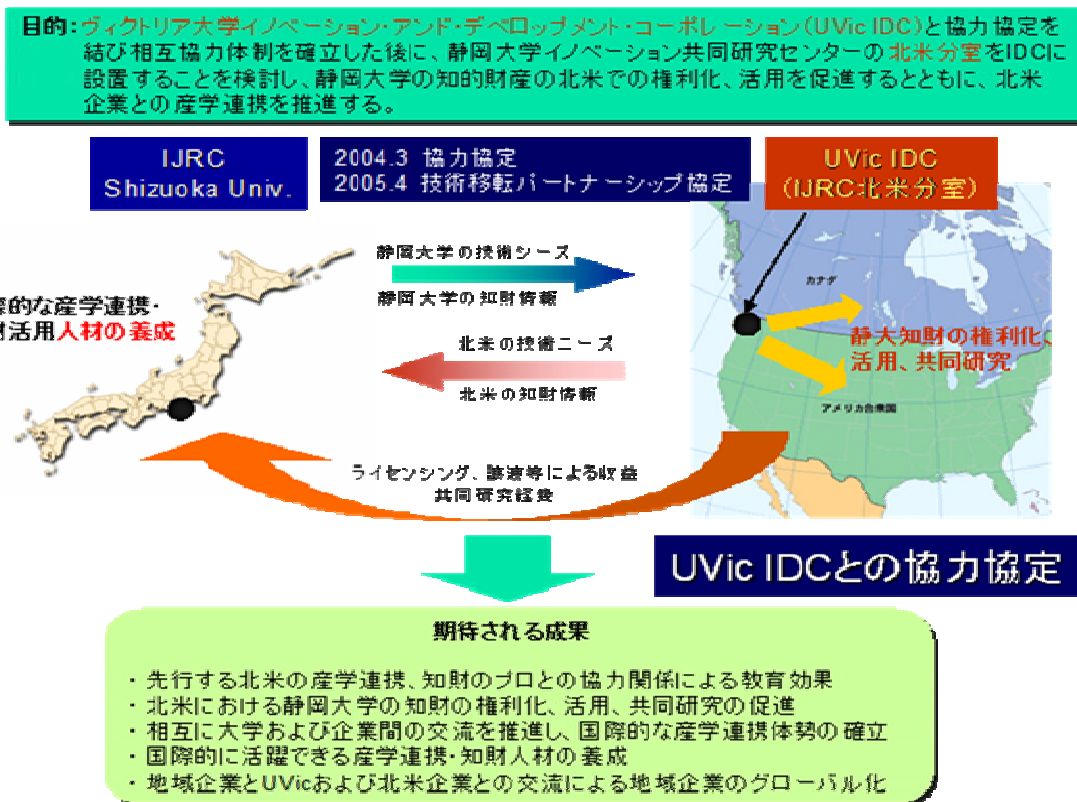 目的:ヴィクトリア大学イノベーション・アンド・デベロップメント・コーポレーション(UVic IDC)と協力協定を
結び相互協力体制を確立した後に、静岡大学イノベーション共同研究センターの北米分室をIDCに
設置することを検討し、静岡大学の知的財産の北米での権利化、活用を促進するとともに、北米
企業との産学連携を推進する。
IJRC
Shizuoka Univ.
2004.3 協力協定
2005.4 技術移転パートナーシップ協定
UVic IDC
(IJRC北米分室)
静岡大学の技術シーズ
静岡大学の知財情報
カナダ
際的な産学連携・
財活用人材の養成
北米の技術ニーズ
北米の知財情報
静大知財の権利化、
活用、共同研究
アメリカ合衆国
ライセンシング、譲渡等による収益
共同研究経費
UVic IDCとの協力協定
期待される成果
・先行する北米の産学連携、知財のプロとの協力関係による教育効果
・北米における静岡大学の知財の権利化、活用、共同研究の促進
・相互に大学および企業間の交流を推進し、国際的な産学連携体勢の確立
・国際的に活躍できる産学連携・知財人材の養成
・地域企業とUVicおよび北米企業との交流による地域企業のグローバル化